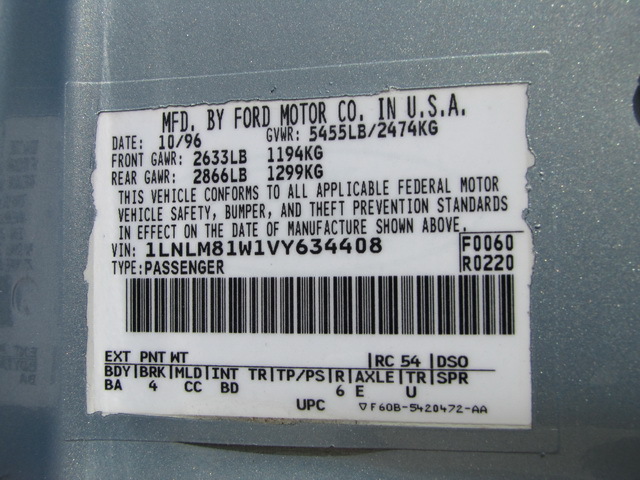 MFD. BY FORD MOTOR CO. IN U.S.A.
DATE: 10/96 GVWR: 5455LB/2474KG
FRONT GAWR: 2633LB 1194KG
REAR GAWR: 2866LB 1299KG
THIS VEHICLE CONFORMS TO ALL APPLICABLE FEDERAL MOTOR
VEHICLE SAFETY, BUMPER, AND THEFT PREVENTION STANDARDS
IN EFFECT ON THE DATE OF MANUFACTURE SHOWN ABOVE.
VIN: 1LNLM81W1VY634408 F0060
TYPE: PASSENGER R0220
EXT PNT WT RC 54 DSO
BDY BRK MLD INT TR TP/PS R AXLE TR SPR
BA 4 CC BD 6 E U
UPC ▽F60B-5420472-AA